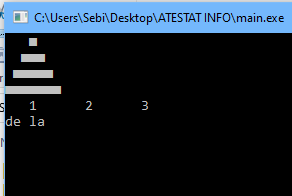 C:\Users\Sebi\Desktop\ATESTAT INFO\main.exe
1 2 3
de la